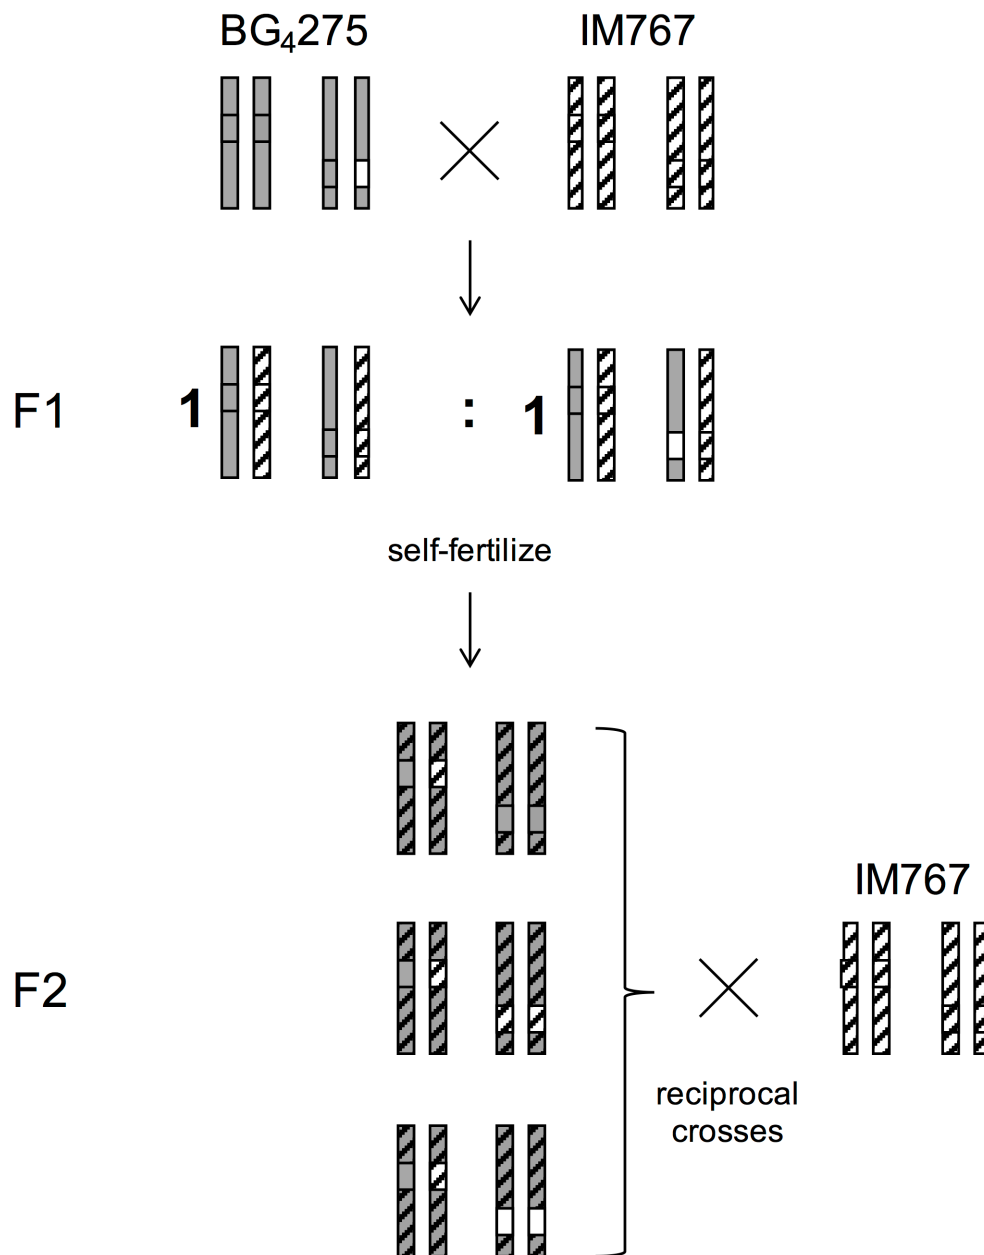 BG₄275
IM767
F1
1 : 1
self-fertilize
F2
IM767
reciprocal
crosses